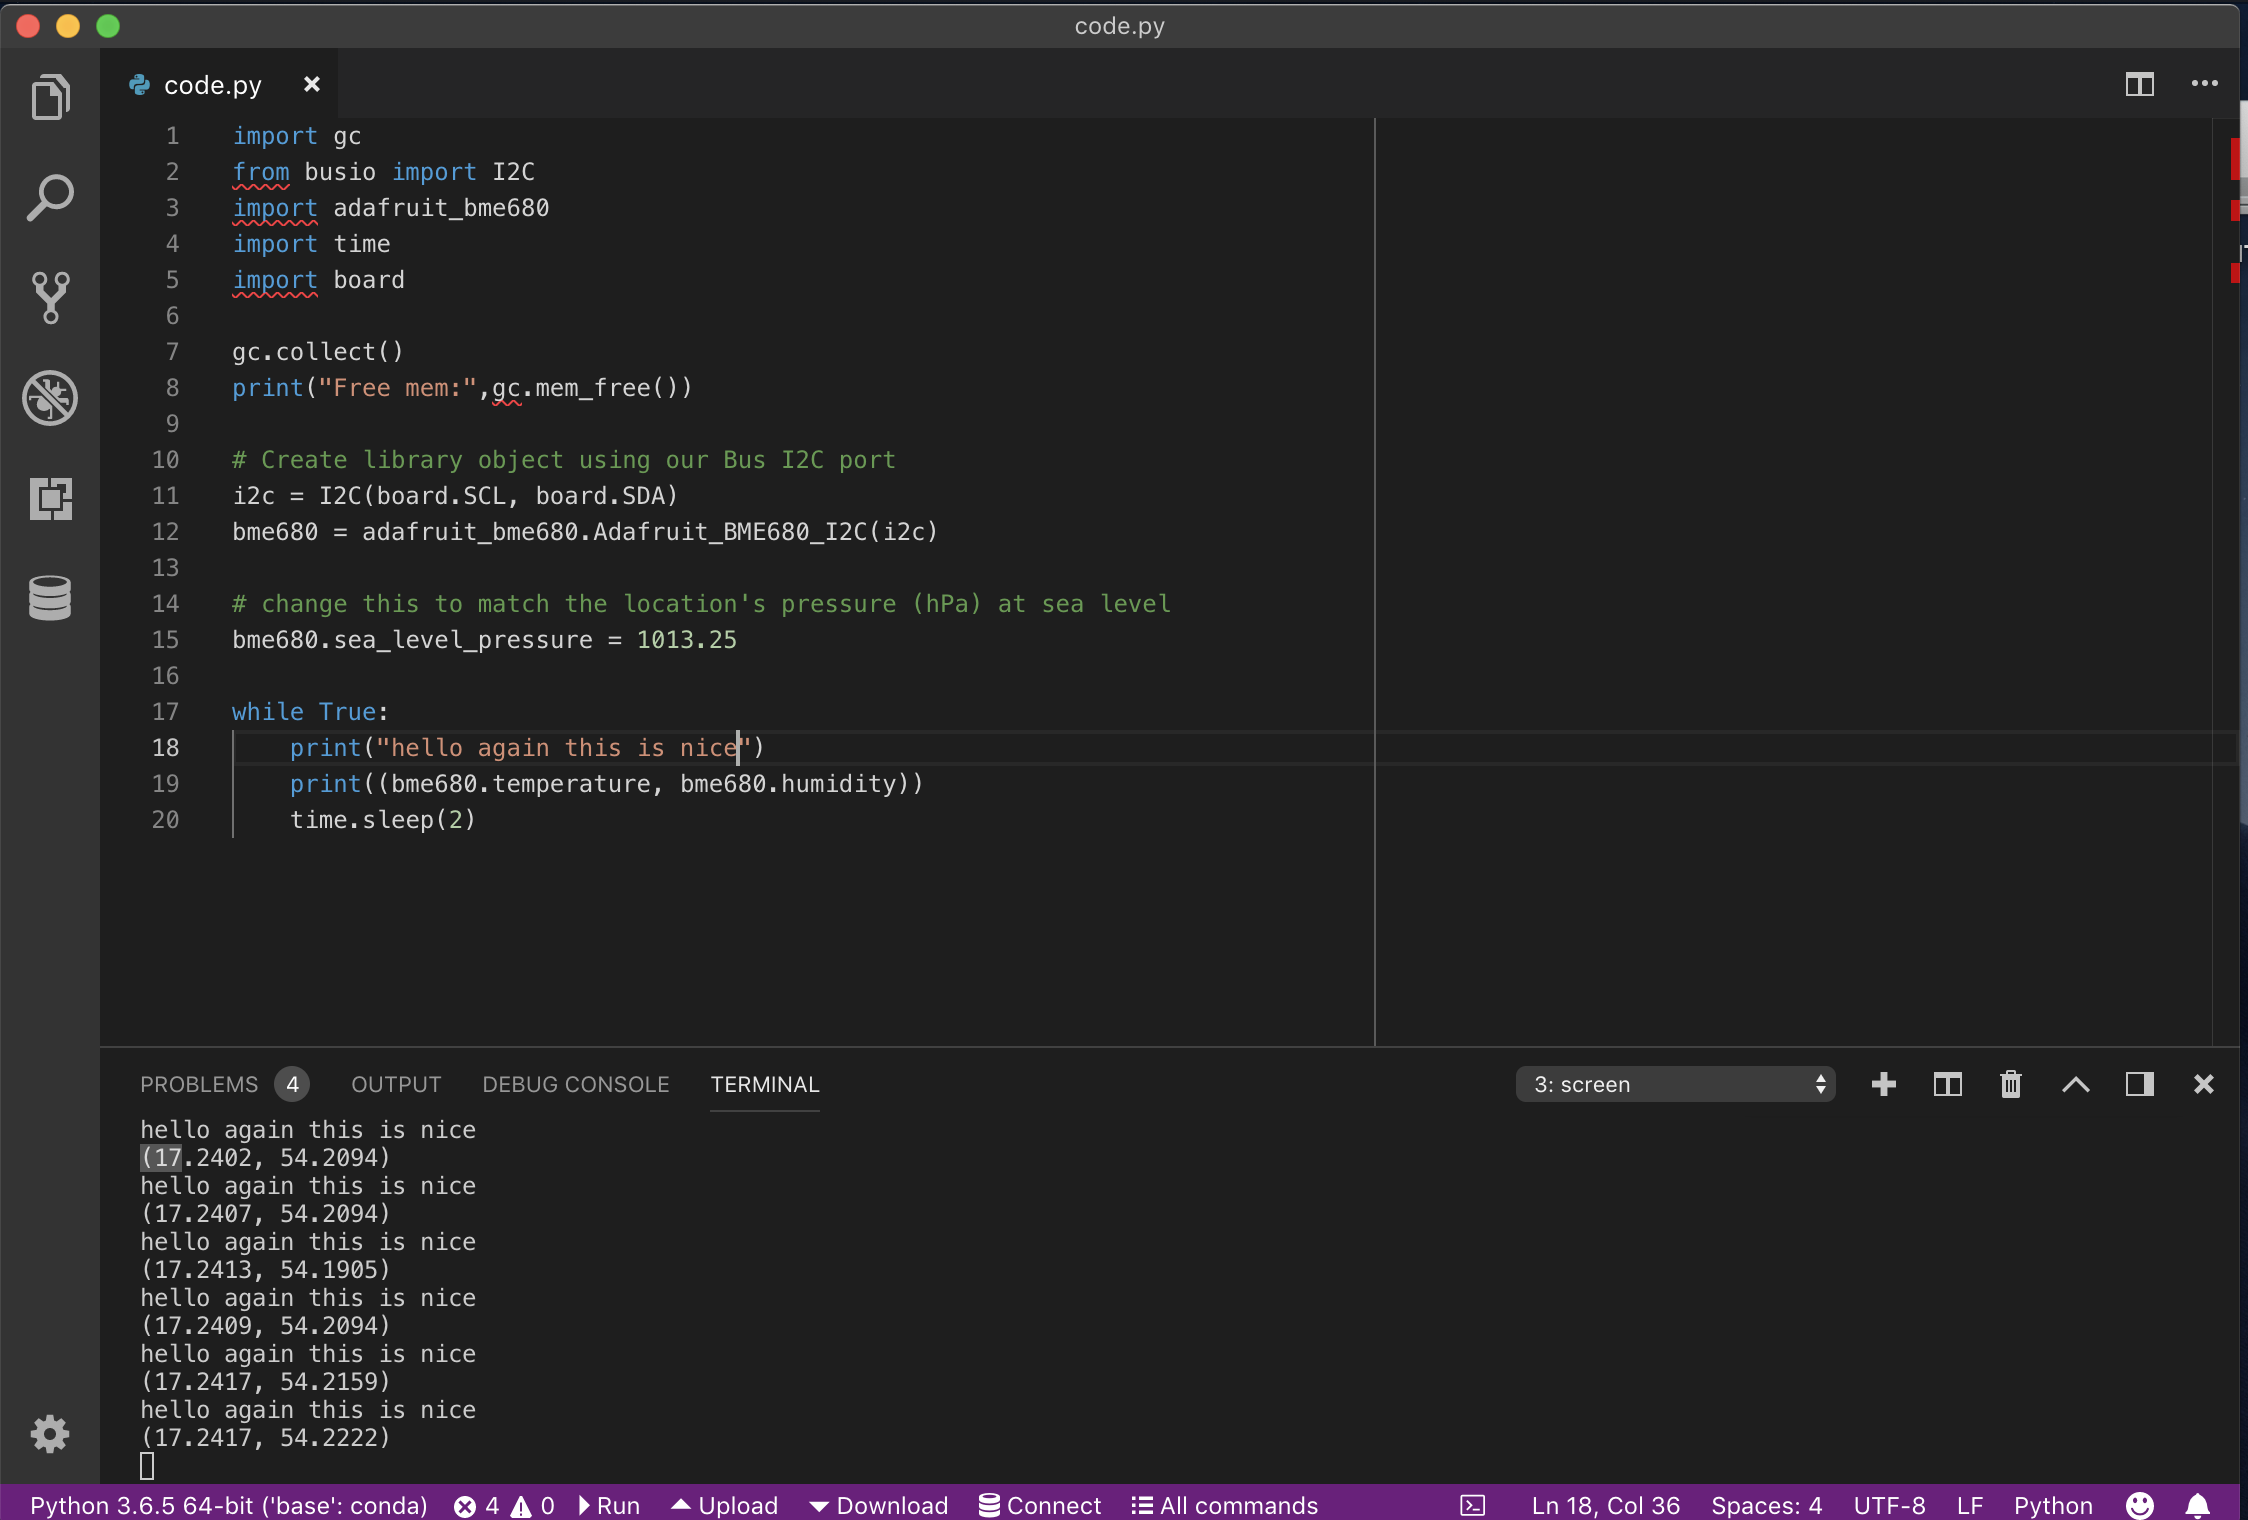 code.py
code.py
1 import gc
2 from busio import I2C
3 import adafruit_bme680
4 import time
5 import board
6
7 gc.collect()
8 print("Free mem:",gc.mem_free())
9
10 # Create library object using our Bus I2C port
11 i2c = I2C(board.SCL, board.SDA)
12 bme680 = adafruit_bme680.Adafruit_BME680_I2C(i2c)
13
14 # change this to match the location's pressure (hPa) at sea level
15 bme680.sea_level_pressure = 1013.25
16
17 while True:
18     print("hello again this is nice")
19     print((bme680.temperature, bme680.humidity))
20     time.sleep(2)
PROBLEMS 4 OUTPUT DEBUG CONSOLE TERMINAL 3: screen
hello again this is nice
(17.2402, 54.2094)
hello again this is nice
(17.2407, 54.2094)
hello again this is nice
(17.2413, 54.1905)
hello again this is nice
(17.2409, 54.2094)
hello again this is nice
(17.2417, 54.2159)
hello again this is nice
(17.2417, 54.2222)
Python 3.6.5 64-bit ('base': conda) 4 0 Run Upload Download Connect All commands Ln 18, Col 36 Spaces: 4 UTF-8 LF Python